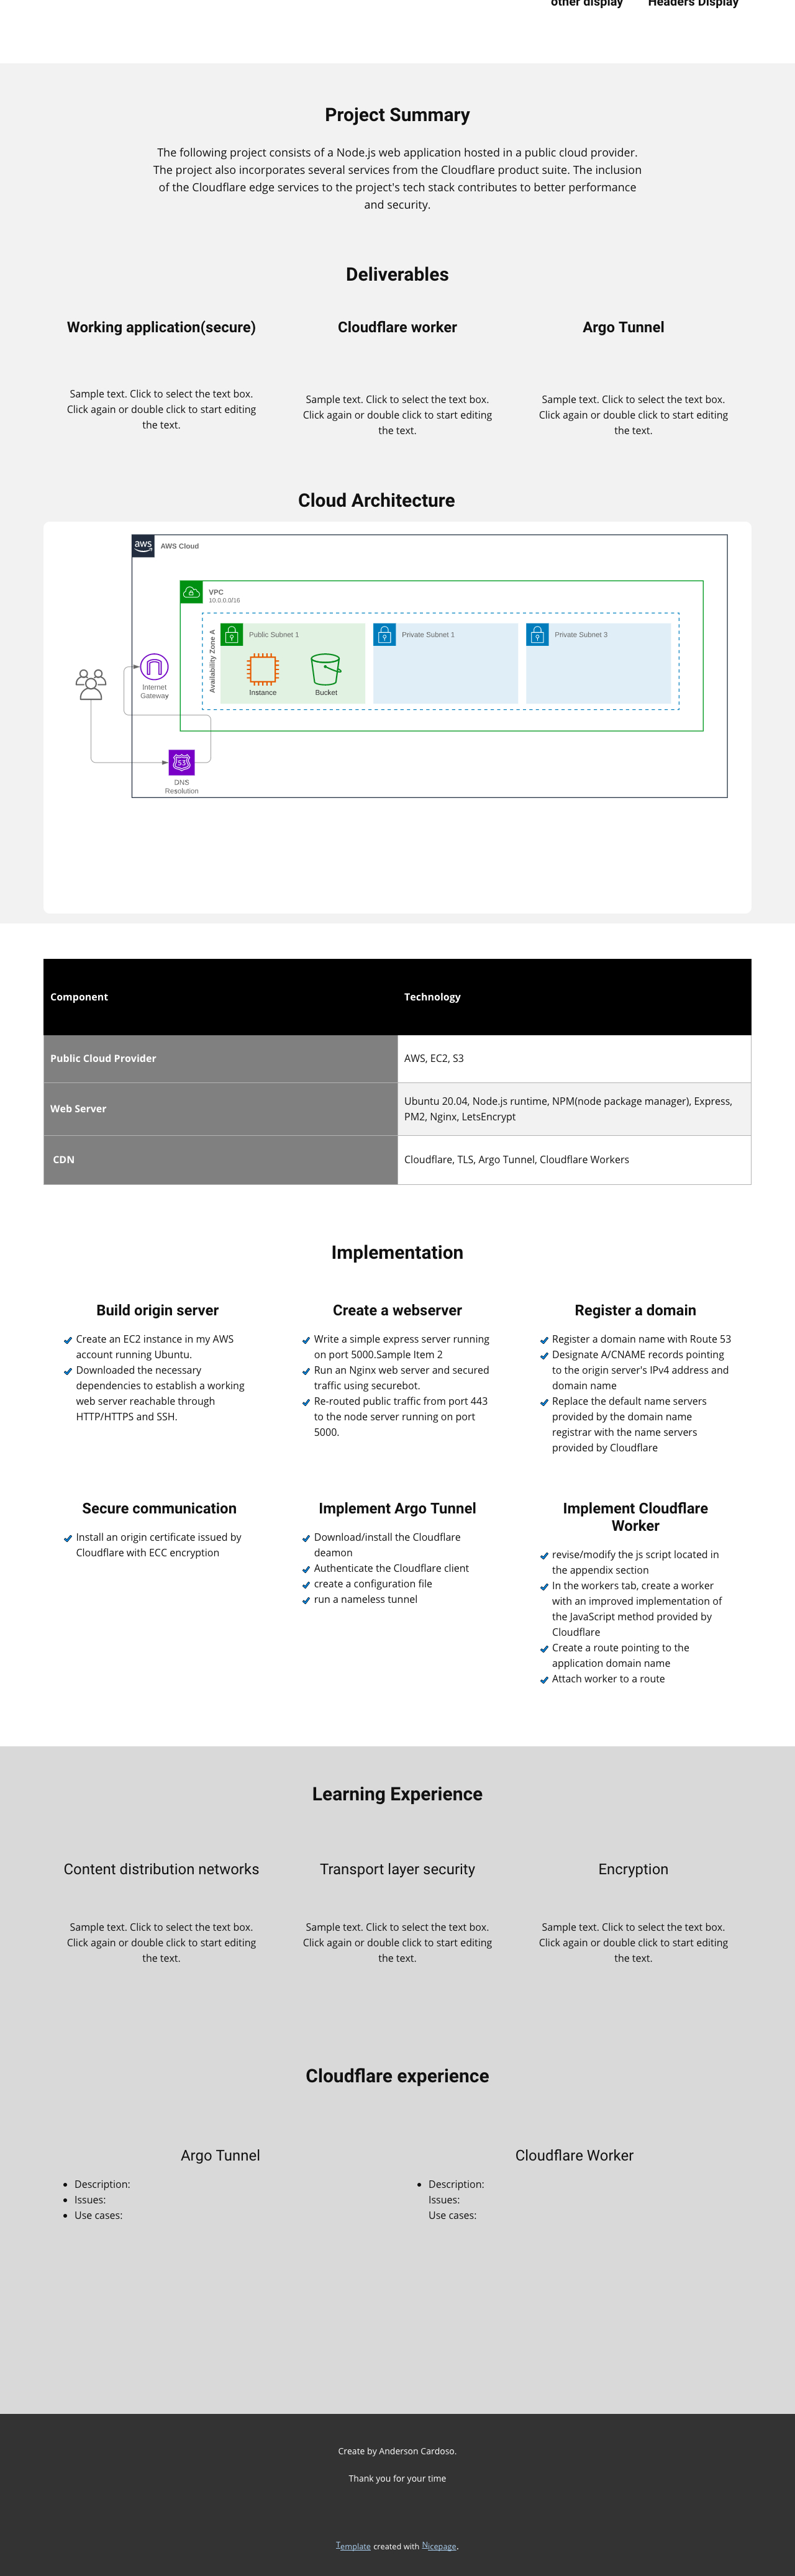 other display Headers Display
Project Summary
The following project consists of a Node.js web application hosted in a public cloud provider.
The project also incorporates several services from the Cloudflare product suite. The inclusion
of the Cloudflare edge services to the project's tech stack contributes to better performance
and security.
Deliverables
Working application(secure)
Sample text. Click to select the text box.
Click again or double click to start editing
the text.
Cloudflare worker
Sample text. Click to select the text box.
Click again or double click to start editing
the text.
Argo Tunnel
Sample text. Click to select the text box.
Click again or double click to start editing
the text.
Cloud Architecture
aws
AWS Cloud
VPC
10.0.0.0/16
Availability Zone A
Public Subnet 1
Instance
Bucket
Private Subnet 1
Private Subnet 3
Internet
Gateway
53
DNS
Resolution
Component Technology
Public Cloud Provider AWS, EC2, S3
Web Server Ubuntu 20.04, Node.js runtime, NPM(node package manager), Express,
PM2, Nginx, LetsEncrypt
CDN Cloudflare, TLS, Argo Tunnel, Cloudflare Workers
Implementation
Build origin server
Create an EC2 instance in my AWS
account running Ubuntu.
Downloaded the necessary
dependencies to establish a working
web server reachable through
HTTP/HTTPS and SSH.
Create a webserver
Write a simple express server running
on port 5000.Sample Item 2
Run an Nginx web server and secured
traffic using securebot.
Re-routed public traffic from port 443
to the node server running on port
5000.
Register a domain
Register a domain name with Route 53
Designate A/CNAME records pointing
to the origin server's IPv4 address and
domain name
Replace the default name servers
provided by the domain name
registrar with the name servers
provided by Cloudflare
Secure communication
Install an origin certificate issued by
Cloudflare with ECC encryption
Implement Argo Tunnel
Download/install the Cloudflare
deamon
Authenticate the Cloudflare client
create a configuration file
run a nameless tunnel
Implement Cloudflare
Worker
revise/modify the js script located in
the appendix section
In the workers tab, create a worker
with an improved implementation of
the JavaScript method provided by
Cloudflare
Create a route pointing to the
application domain name
Attach worker to a route
Learning Experience
Content distribution networks
Sample text. Click to select the text box.
Click again or double click to start editing
the text.
Transport layer security
Sample text. Click to select the text box.
Click again or double click to start editing
the text.
Encryption
Sample text. Click to select the text box.
Click again or double click to start editing
the text.
Cloudflare experience
Argo Tunnel
• Description:
• Issues:
• Use cases:
Cloudflare Worker
• Description:
Issues:
Use cases:
Create by Anderson Cardoso.
Thank you for your time
Template created with Nicepage.